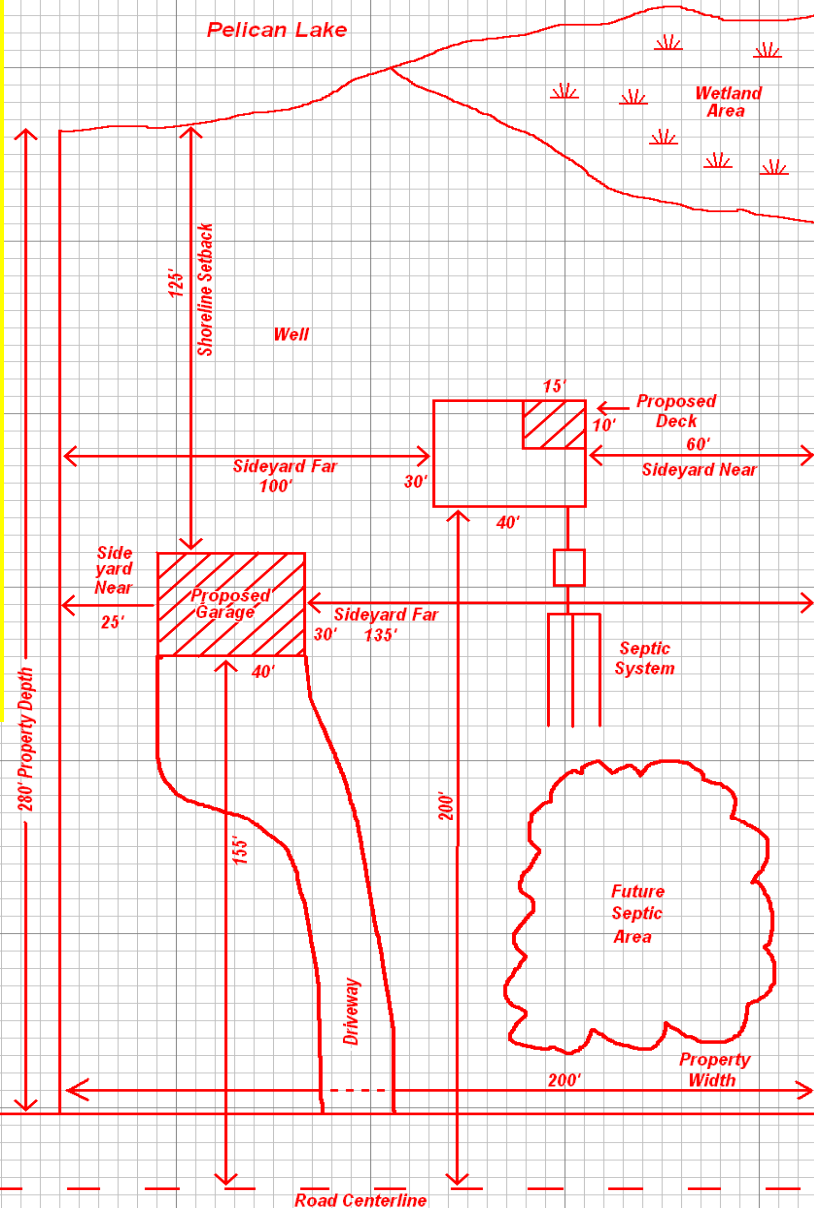 Pelican Lake
Wetland
Area
125'
Shoreline Setback
Well
15'
Proposed
Deck
10'
60'
Sideyard Near
Sideyard Far
100'
30'
40'
Side
yard
Near
25'
Proposed
Garage
Sideyard Far
30' 135'
40'
Septic
System
280' Property Depth
200'
155'
Future
Septic
Area
Driveway
Property
Width
200'
Road Centerline